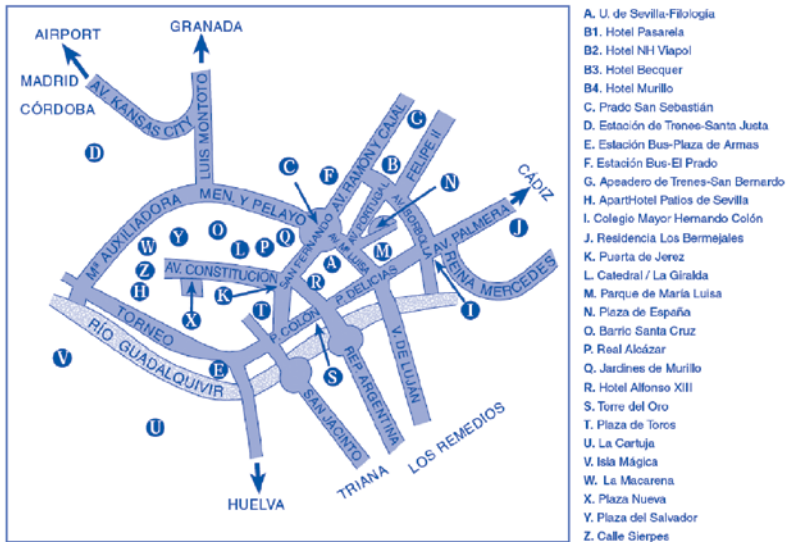 AIRPORT
GRANADA
MADRID
CÓRDOBA
AV. KANSAS CITY
LUIS MONTOTO
D
C
F
AV. RAMON Y CAJAL
G
B
FELIPE II
N
CÁDIZ
Mª AUXILIADORA
MEN. Y PELAYO
AV. PORTUGAL
AV. BORBOLA
AV. PALMERA
J
W
Y
O
L
P
Q
SAN FERNANDO
AV. Mª LUISA
M
A
R
Z
H
AV. CONSTITUCIÓN
K
X
T
P. DELICIAS
REINA MERCEDES
I
TORNEO
P. COLON
RÍO GUADALQUIVIR
V
E
S
V. DE LUJÁN
REP. ARGENTINA
SAN JACINTO
U
HUELVA
TRIANA
LOS REMEDIOS
A. U. de Sevilla-Filología
B1. Hotel Pasarela
B2. Hotel NH Viapol
B3. Hotel Becquer
B4. Hotel Murillo
C. Prado San Sebastián
D. Estación de Trenes-Santa Justa
E. Estación Bus-Plaza de Armas
F. Estación Bus-El Prado
G. Apeadero de Trenes-San Bernardo
H. ApartHotel Patios de Sevilla
I. Colegio Mayor Hernando Colón
J. Residencia Los Bermejales
K. Puerta de Jerez
L. Catedral / La Giralda
M. Parque de María Luisa
N. Plaza de España
O. Barrio Santa Cruz
P. Real Alcázar
Q. Jardines de Murillo
R. Hotel Alfonso XIII
S. Torre del Oro
T. Plaza de Toros
U. La Cartuja
V. Isla Mágica
W. La Macarena
X. Plaza Nueva
Y. Plaza del Salvador
Z. Calle Sierpes